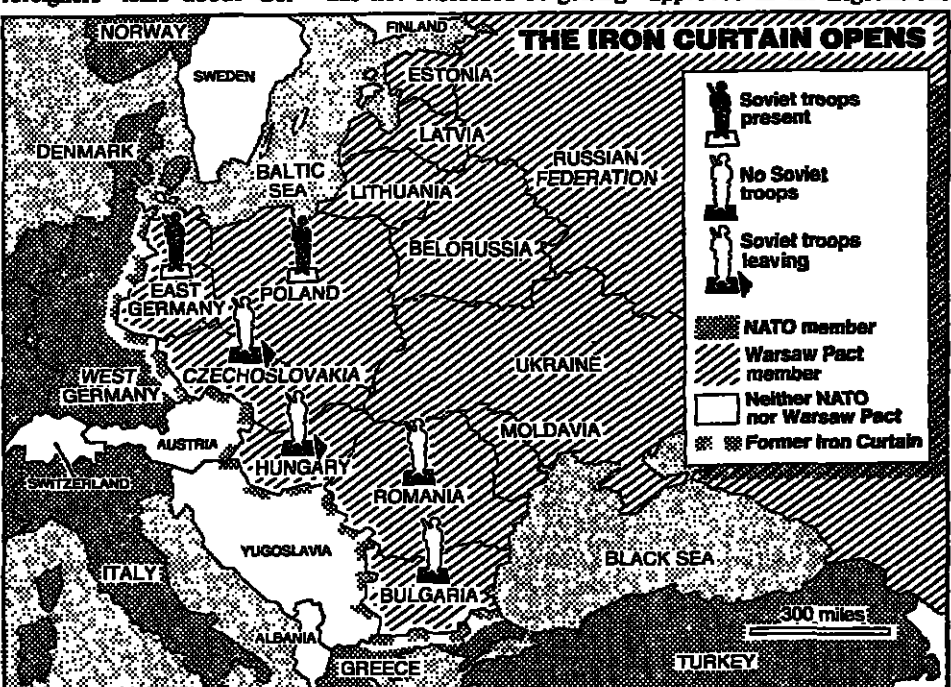 NORWAY
FINLAND
THE IRON CURTAIN OPENS
SWEDEN
ESTONIA
LATVIA
DENMARK
BALTIC
SEA
LITHUANIA
RUSSIAN
FEDERATION
BELORUSSIA
EAST
GERMANY
POLAND
WEST
GERMANY
CZECHOSLOVAKIA
UKRAINE
AUSTRIA
SWITZERLAND
HUNGARY
MOLDAVIA
ROMANIA
YUGOSLAVIA
ITALY
BULGARIA
BLACK SEA
ALBANIA
GREECE
TURKEY
300 miles
Soviet troops
present
No Soviet
troops
Soviet troops
leaving
NATO member
Warsaw Pact
member
Neither NATO
nor Warsaw Pact
Former Iron Curtain